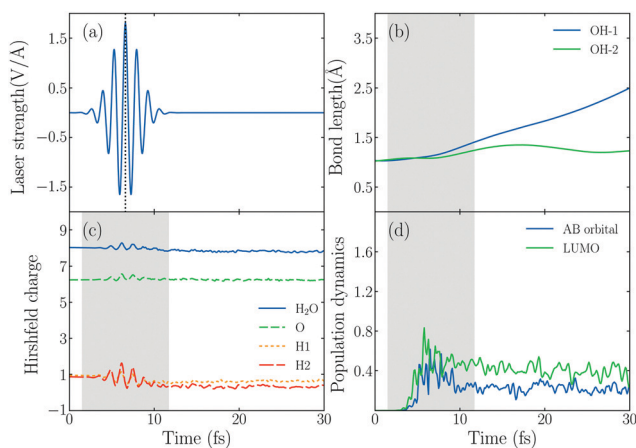 (a)
Laser strength(V/Å)
1.5
0.5
−0.5
−1.5
(b)
OH-1
OH-2
Bond length(Å)
3.5
2.5
1.5
0.5
(c)
Hirshfeld charge
9
7
5
3
1
−1
H₂O
O
H1
H2
0
10
20
30
Time (fs)
(d)
AB orbital
LUMO
Population dynamics
1.6
1.2
0.8
0.4
0
10
20
30
Time (fs)